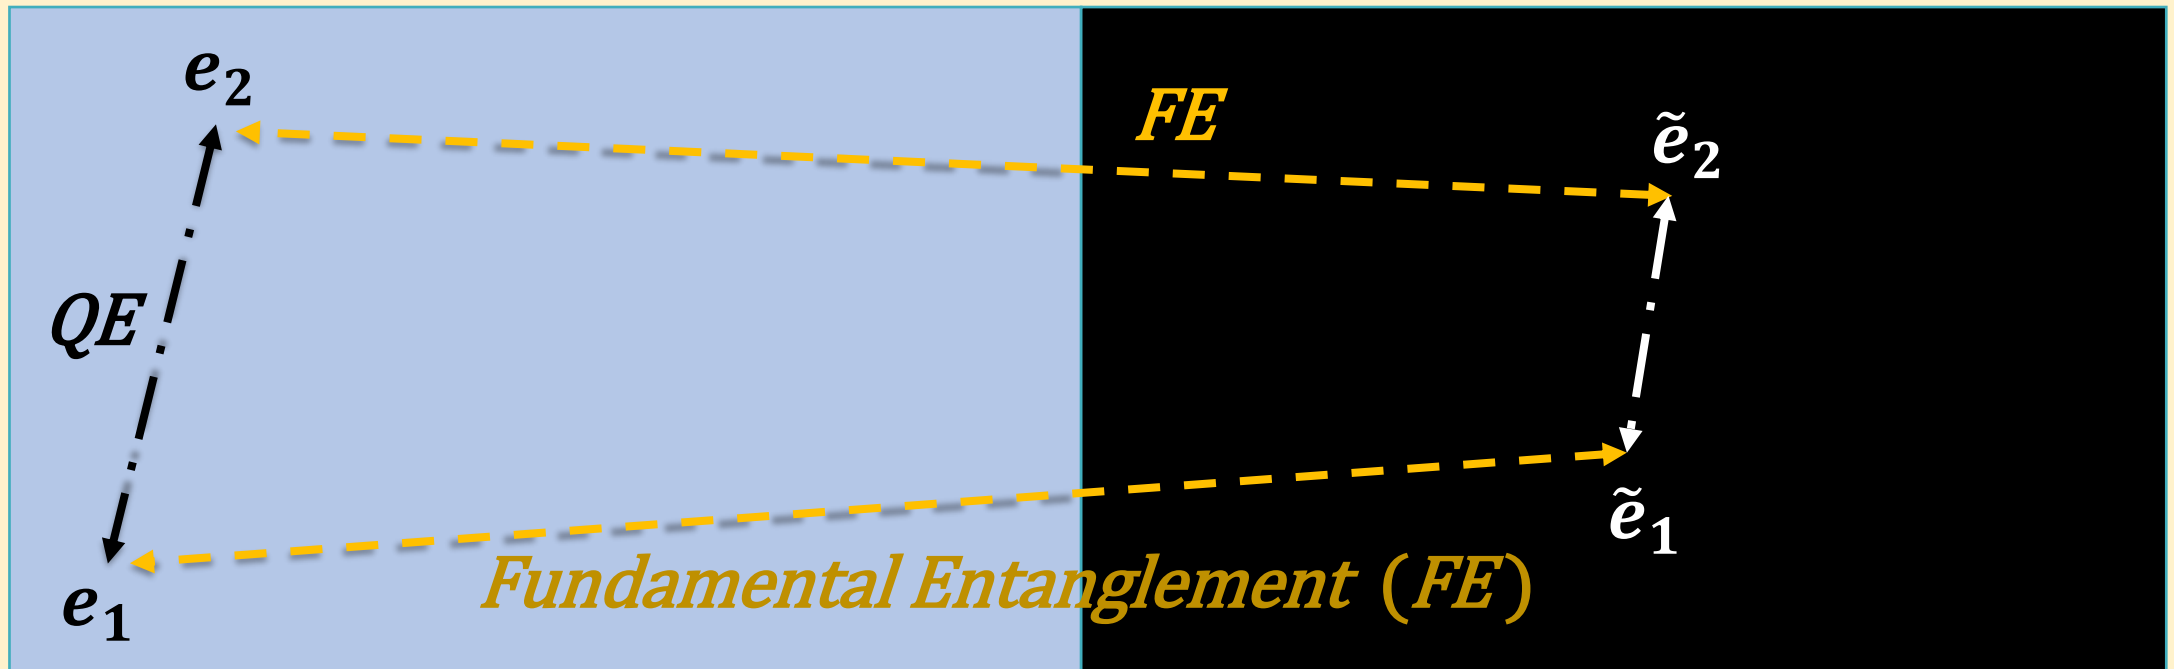 e₂
FE
ẽ₂
QE
ẽ₁
Fundamental Entanglement (FE)
e₁